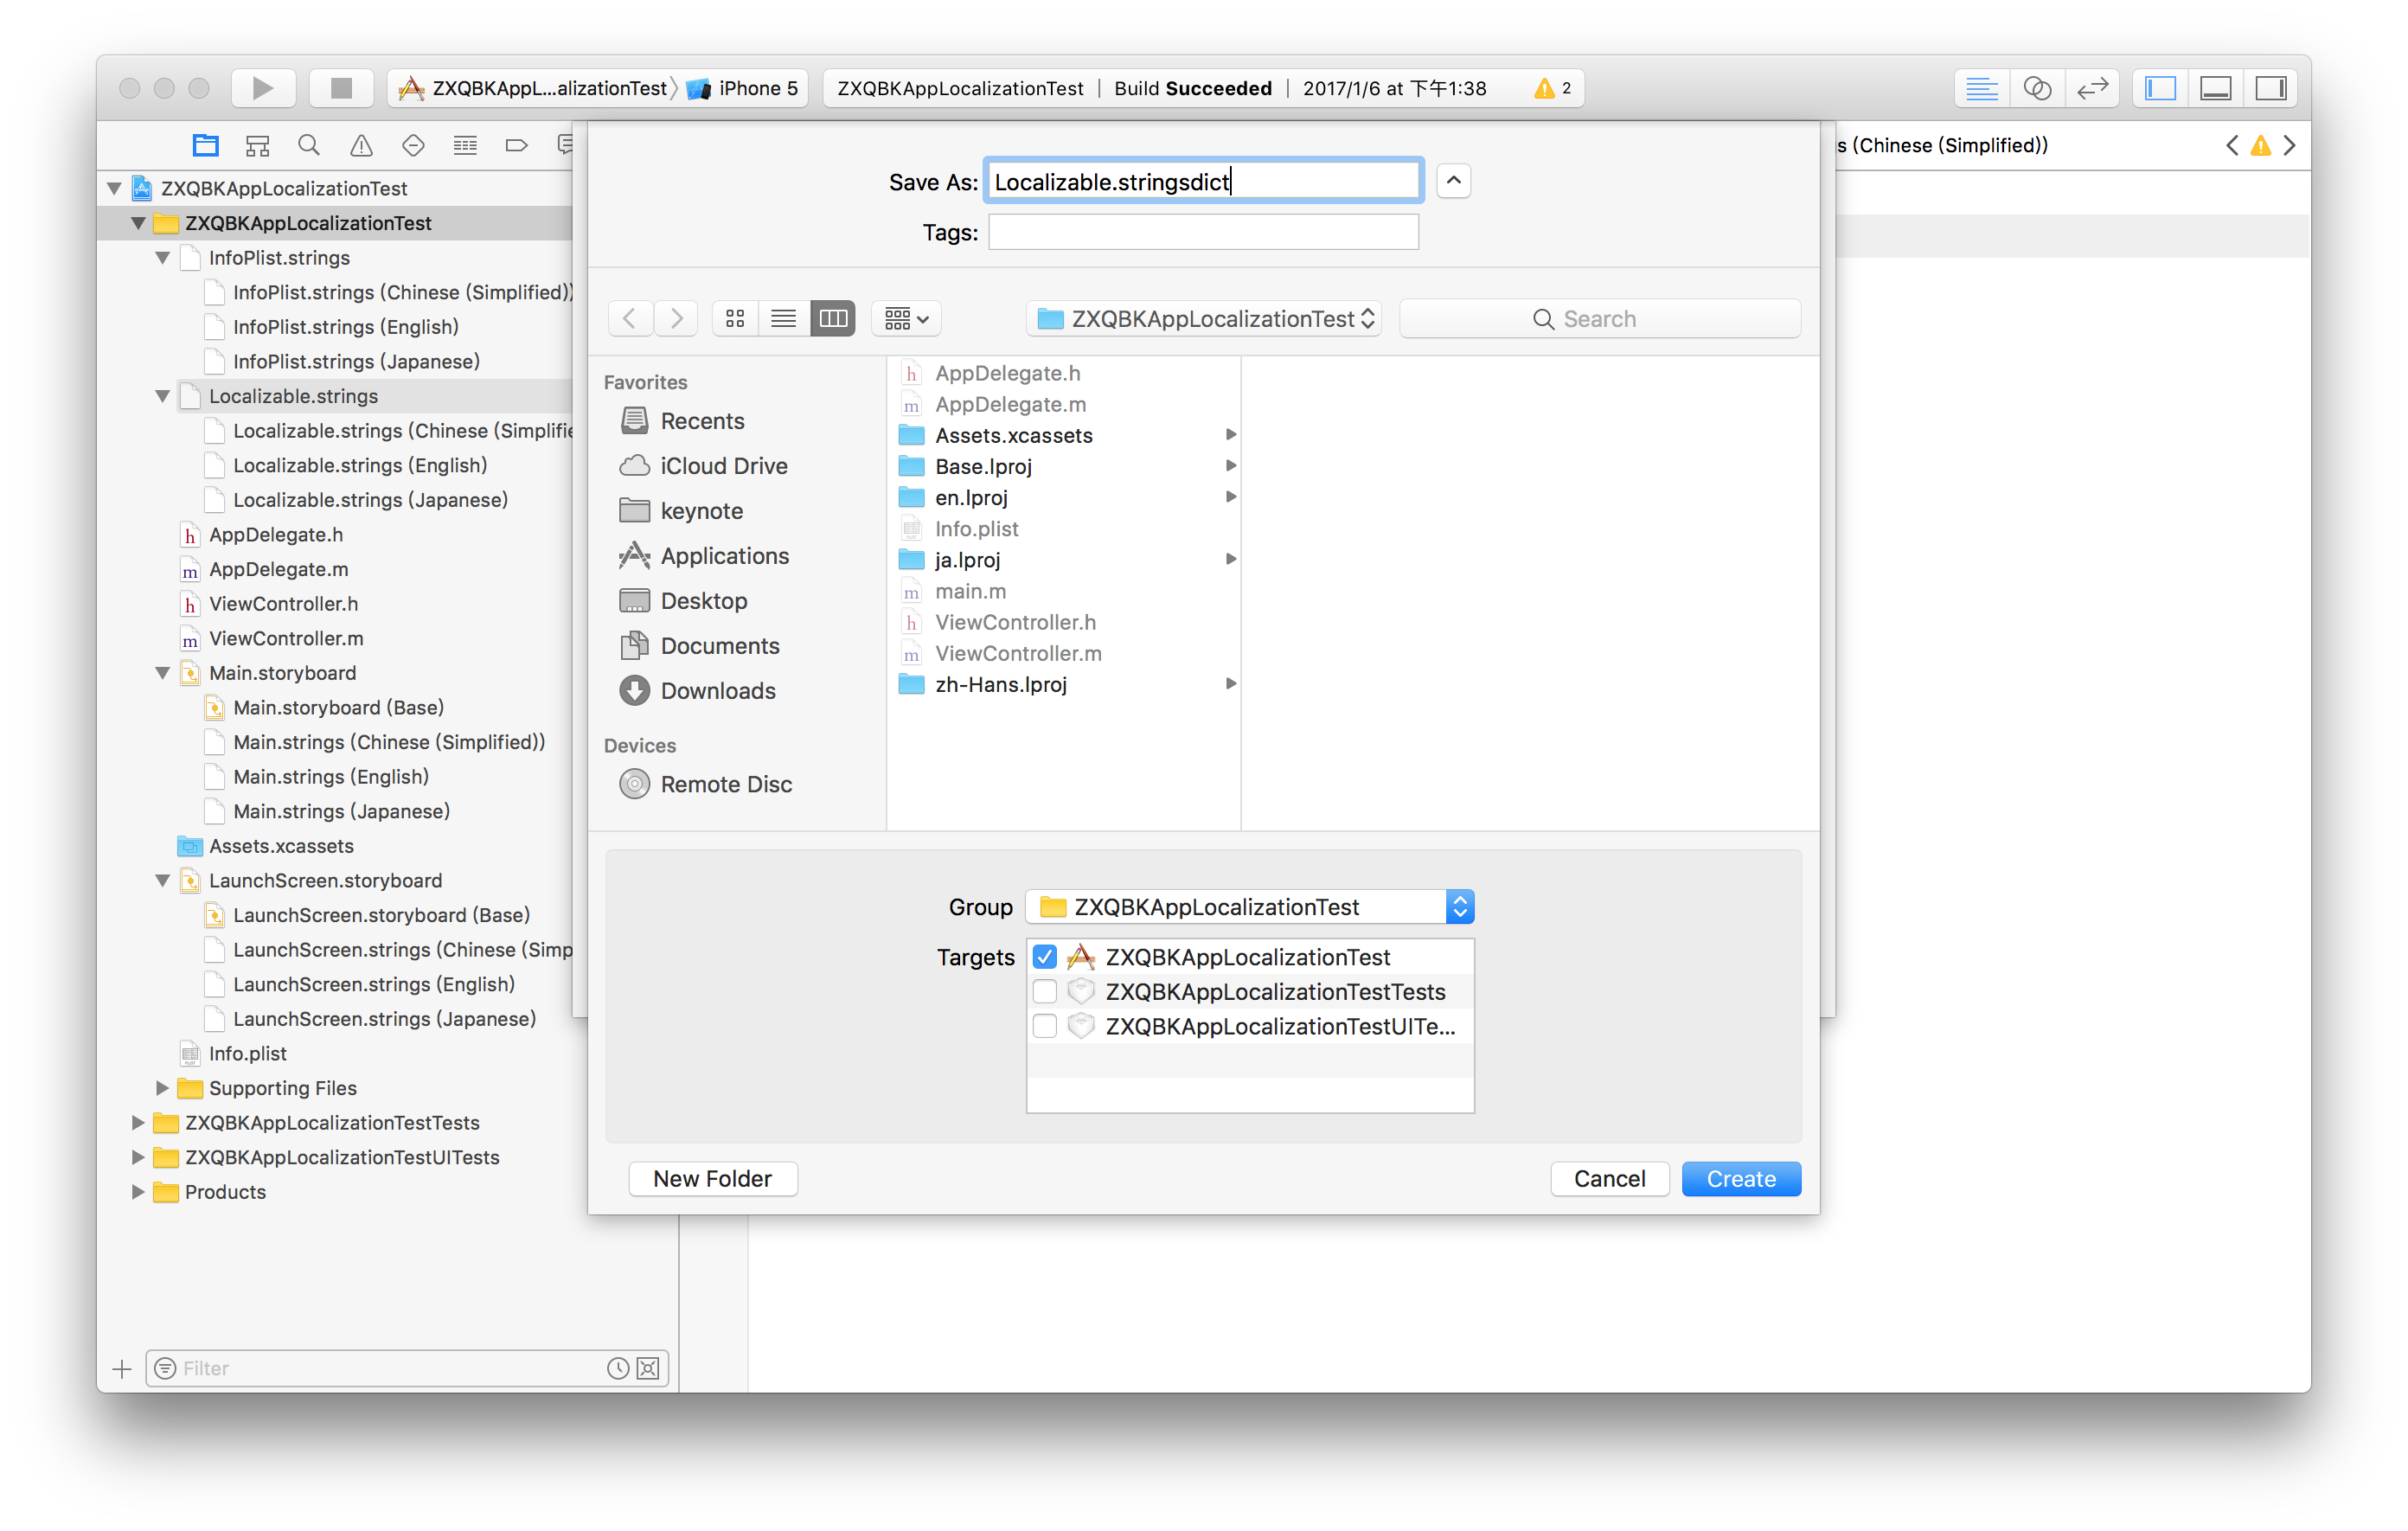 ZXQBKAppL...alizationTest
iPhone 5
ZXQBKAppLocalizationTest | Build Succeeded | 2017/1/6 at 下午1:38
2
s (Chinese (Simplified))
ZXQBKAppLocalizationTest
ZXQBKAppLocalizationTest
InfoPlist.strings
InfoPlist.strings (Chinese (Simplified))
InfoPlist.strings (English)
InfoPlist.strings (Japanese)
Localizable.strings
Localizable.strings (Chinese (Simplifie
Localizable.strings (English)
Localizable.strings (Japanese)
h AppDelegate.h
m AppDelegate.m
h ViewController.h
m ViewController.m
Main.storyboard
Main.storyboard (Base)
Main.strings (Chinese (Simplified))
Main.strings (English)
Main.strings (Japanese)
Assets.xcassets
LaunchScreen.storyboard
LaunchScreen.storyboard (Base)
LaunchScreen.strings (Chinese (Simp
LaunchScreen.strings (English)
LaunchScreen.strings (Japanese)
Info.plist
Supporting Files
ZXQBKAppLocalizationTestTests
ZXQBKAppLocalizationTestUITests
Products
Filter
Save As: Localizable.stringsdict
Tags:
ZXQBKAppLocalizationTest
Search
Favorites
Recents
iCloud Drive
keynote
Applications
Desktop
Documents
Downloads
Devices
Remote Disc
h AppDelegate.h
m AppDelegate.m
Assets.xcassets
Base.lproj
en.lproj
Info.plist
ja.lproj
m main.m
h ViewController.h
m ViewController.m
zh-Hans.lproj
Group ZXQBKAppLocalizationTest
Targets ZXQBKAppLocalizationTest
ZXQBKAppLocalizationTestTests
ZXQBKAppLocalizationTestUITe...
New Folder
Cancel
Create